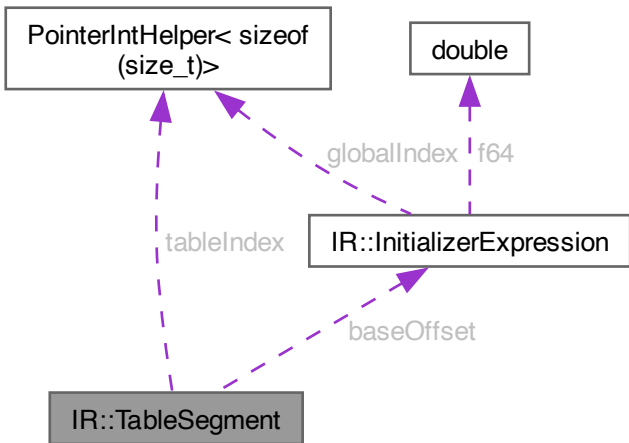 PointerIntHelper< sizeof
(size_t)>
double
globalIndex
f64
tableIndex
IR::InitializerExpression
baseOffset
IR::TableSegment